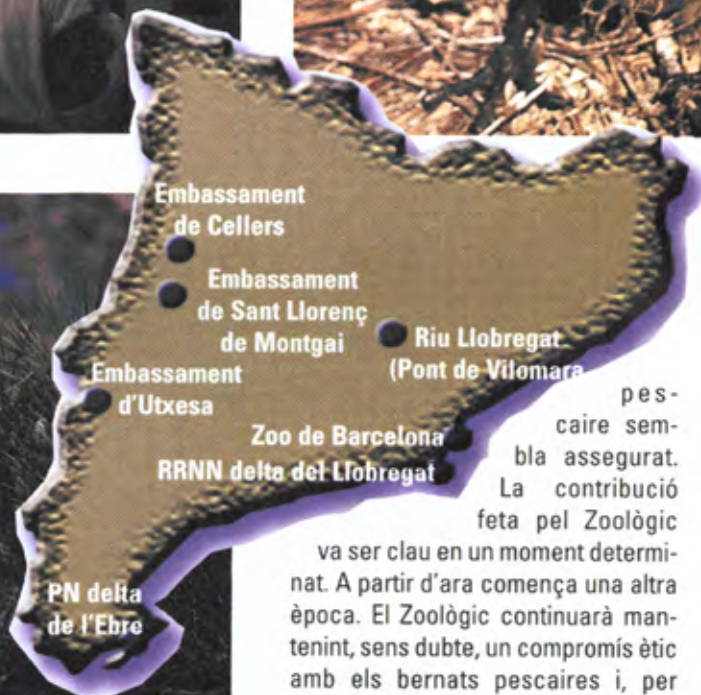 Embassament
de Cellers
Embassament
de Sant Llorenç
de Montgai
Riu Llobregat
(Pont de Vilomara
Embassament
d'Utxesa
Zoo de Barcelona
RRNN delta del Llobregat
PN delta
de l'Ebre
pes-
caire sem-
bla assegurat.
La contribució
feta pel Zoològic
va ser clau en un moment determi-
nat. A partir d'ara comença una altra
època. El Zoològic continuarà man-
tenint, sens dubte, un compromís ètic
amb els bernats pescaires i, per